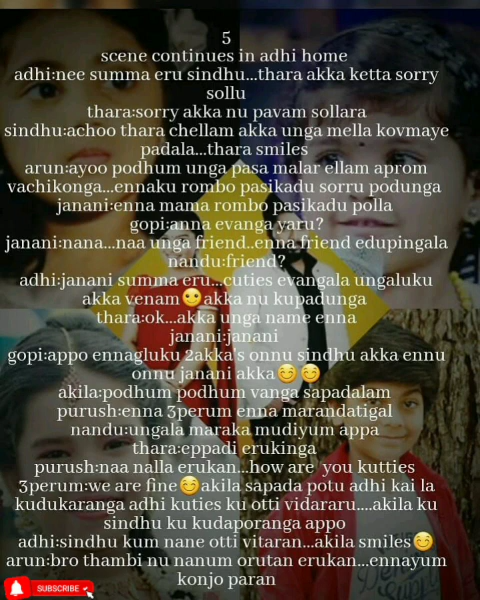 5
scene continues in adhi home
adhi:nee summa eru sindhu...thara akka ketta sorry
sollu
thara:sorry akka nu pavam sollara
sindhu:achoo thara chellam akka unga mella kovmaye
padala...thara smiles
arun:ayoo podhum unga pasa malar ellam aprom
vachikonga...ennaku rombo pasikadu sorru podunga
janani:enna mama rombo pasikadu polla
gopi:anna evanga yaru?
janani:nana...naa unga friend..enna friend edupingala
nandu:friend?
adhi:janani summa eru...cuties evangala ungaluku
akka venam🙂akka nu kupadunga
thara:ok...akka unga name enna
janani:janani
gopi:appo ennagluku 2akka's onnu sindhu akka ennu
onnu janani akka😁😁
akila:podhum podhum vanga sapadalam
purush:enna 3perum enna marandatigal
nandu:ungala maraka mudiyum appa
thara:eppadi erukinga
purush:naa nalla erukan...how are you kutties
3perum:we are fine😁akila sapada potu adhi kai la
kudukaranga adhi kuties ku otti vidararu....akila ku
sindhu ku kudaporanga appo
adhi:sindhu kum nane otti vitaran...akila smiles😁
arun:bro thambi nu nanum orutan erukan...ennayum
konjo paran
SUBSCRIBE